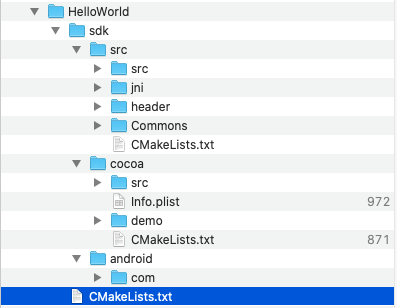 HelloWorld
sdk
src
src
jni
header
Commons
CMakeLists.txt
cocoa
src
Info.plist 972
demo
CMakeLists.txt 871
android
com
CMakeLists.txt